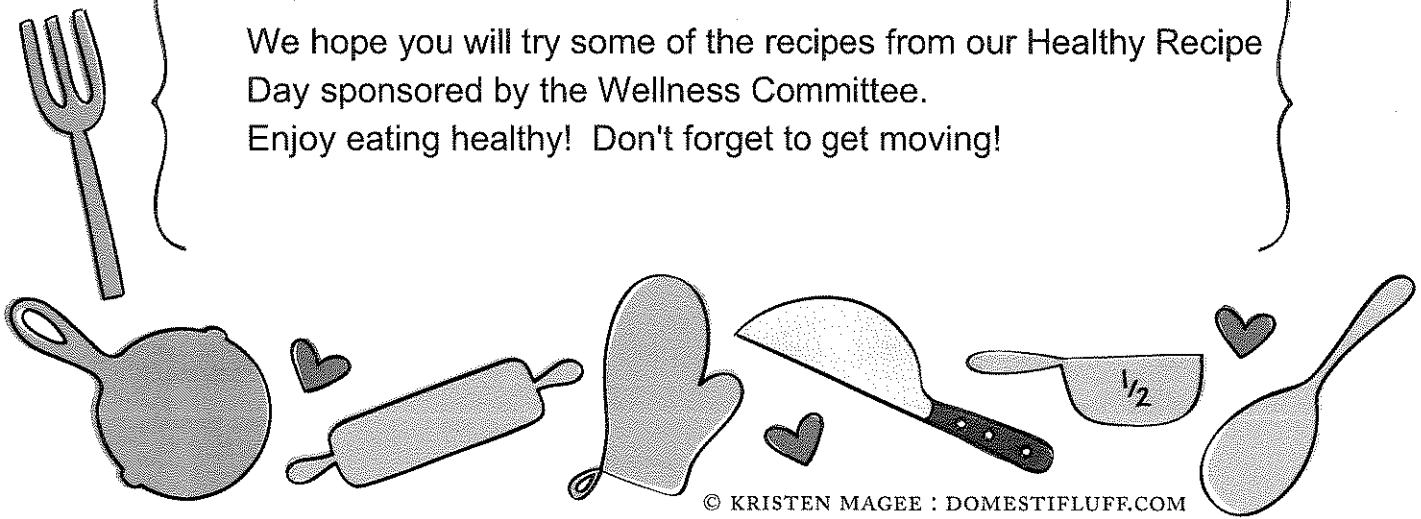 We hope you will try some of the recipes from our Healthy Recipe
Day sponsored by the Wellness Committee.
Enjoy eating healthy!  Don't forget to get moving!
1/2
© KRISTEN MAGEE : DOMESTIFLUFF.COM